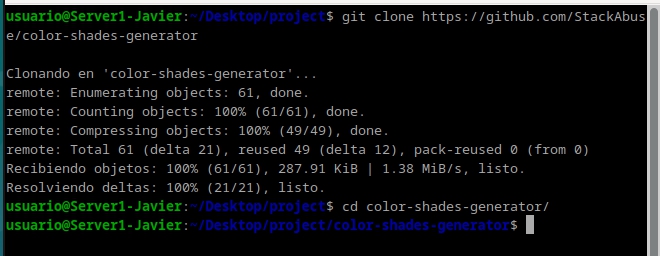 usuario@Server1-Javier:~/Desktop/project$ git clone https://github.com/StackAbus
e/color-shades-generator
Clonando en 'color-shades-generator'...
remote: Enumerating objects: 61, done.
remote: Counting objects: 100% (61/61), done.
remote: Compressing objects: 100% (49/49), done.
remote: Total 61 (delta 21), reused 49 (delta 12), pack-reused 0 (from 0)
Recibiendo objetos: 100% (61/61), 287.91 KiB | 1.38 MiB/s, listo.
Resolviendo deltas: 100% (21/21), listo.
usuario@Server1-Javier:~/Desktop/project$ cd color-shades-generator/
usuario@Server1-Javier:~/Desktop/project/color-shades-generator$